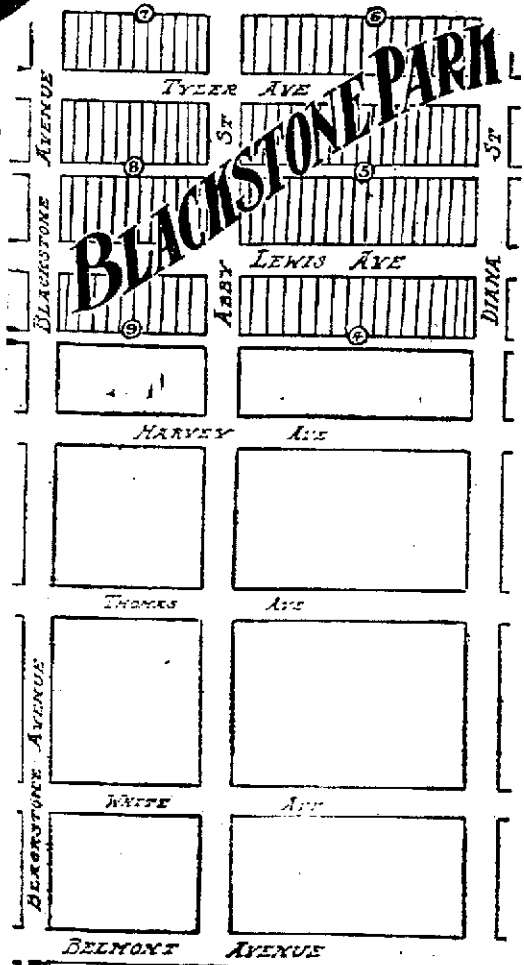 7
6
TYLER AVE
BLACKSTONE PARK
AVENUE
ST
ST
8
5
BLACKSTONE
LEWIS AVE
ABBY
DIANA
9
4
HARVEY AVE
THOMAS AVE
BLACKSTONE AVENUE
WHITE AVE
BELMONT AVENUE